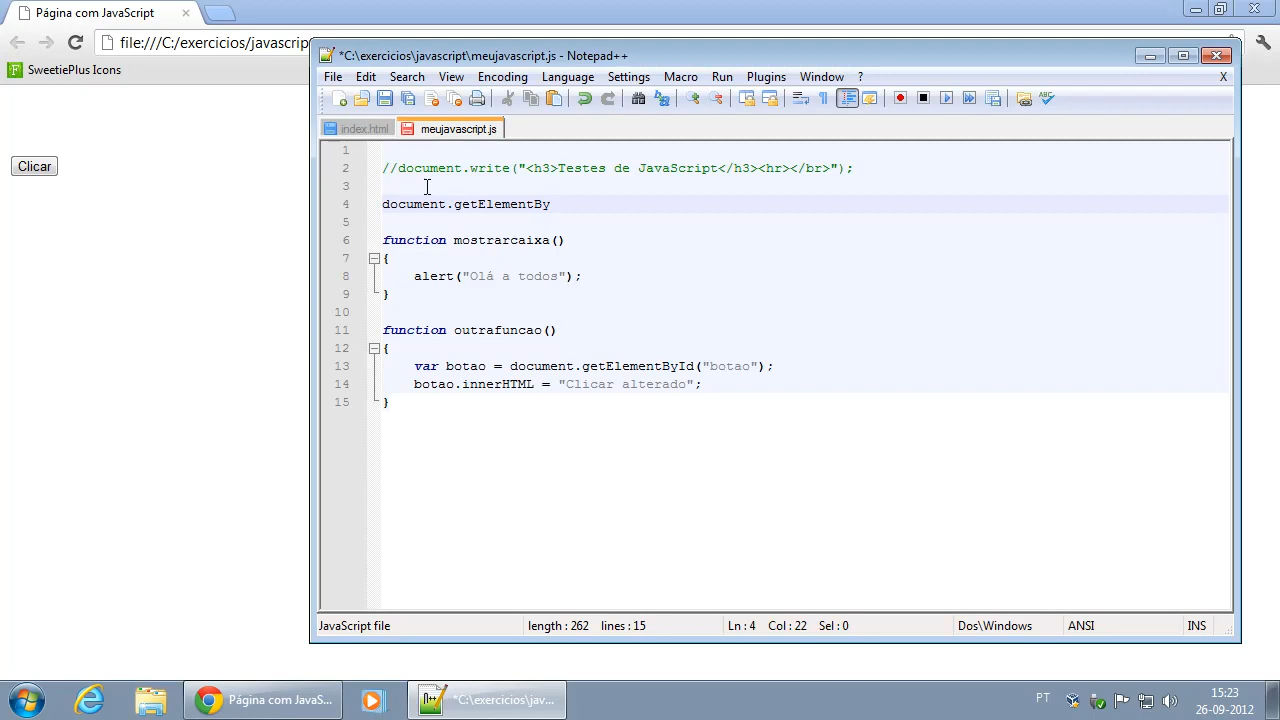 Página com JavaScript
file:///C:/exercicios/javascrip
SweetiePlus Icons
Clicar
*C:\exercicios\javascript\meujavascript.js - Notepad++
File Edit Search View Encoding Language Settings Macro Run Plugins Window ? X
index.html meujavascript.js
1
2 //document.write("<h3>Testes de JavaScript</h3><hr></br>");
3
4 document.getElementBy
5
6 function mostrarcaixa()
7 {
8 alert("Olá a todos");
9 }
10
11 function outrafuncao()
12 {
13 var botao = document.getElementById("botao");
14 botao.innerHTML = "Clicar alterado";
15 }
JavaScript file length : 262 lines : 15 Ln : 4 Col : 22 Sel : 0 Dos\Windows ANSI INS
Página com JavaS... *C:\exercicios\jav... PT 15:23
26-09-2012